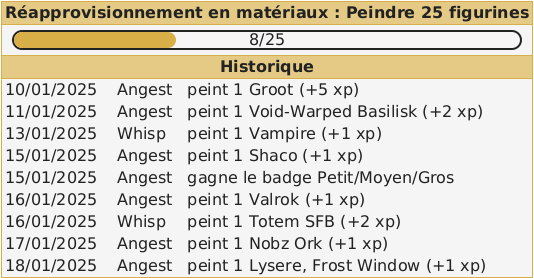 Réapprovisionnement en matériaux : Peindre 25 figurines
8/25
Historique
10/01/2025 Angest peint 1 Groot (+5 xp)
11/01/2025 Angest peint 1 Void-Warped Basilisk (+2 xp)
13/01/2025 Whisp peint 1 Vampire (+1 xp)
15/01/2025 Angest peint 1 Shaco (+1 xp)
15/01/2025 Angest gagne le badge Petit/Moyen/Gros
16/01/2025 Angest peint 1 Valrok (+1 xp)
16/01/2025 Whisp peint 1 Totem SFB (+2 xp)
17/01/2025 Angest peint 1 Nobz Ork (+1 xp)
18/01/2025 Angest peint 1 Lysere, Frost Window (+1 xp)